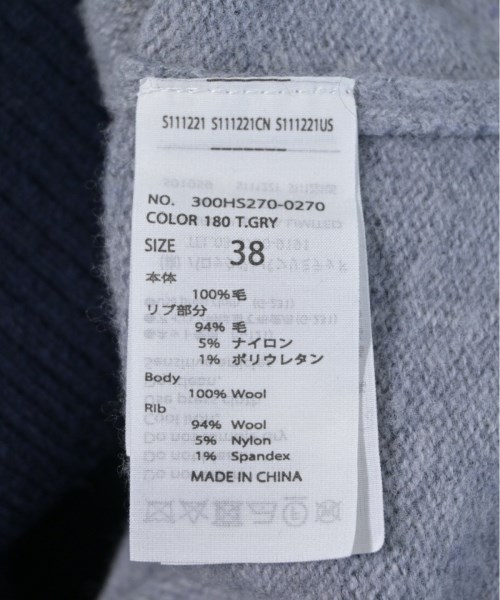 S111221 S111221CN S111221US
NO. 300HS270-0270
COLOR 180 T.GRY
SIZE 38
本体
100%毛
リブ部分
94%毛
5% ナイロン
1% ポリウレタン
Body
100% Wool
Rib
94% Wool
5% Nylon
1% Spandex
MADE IN CHINA